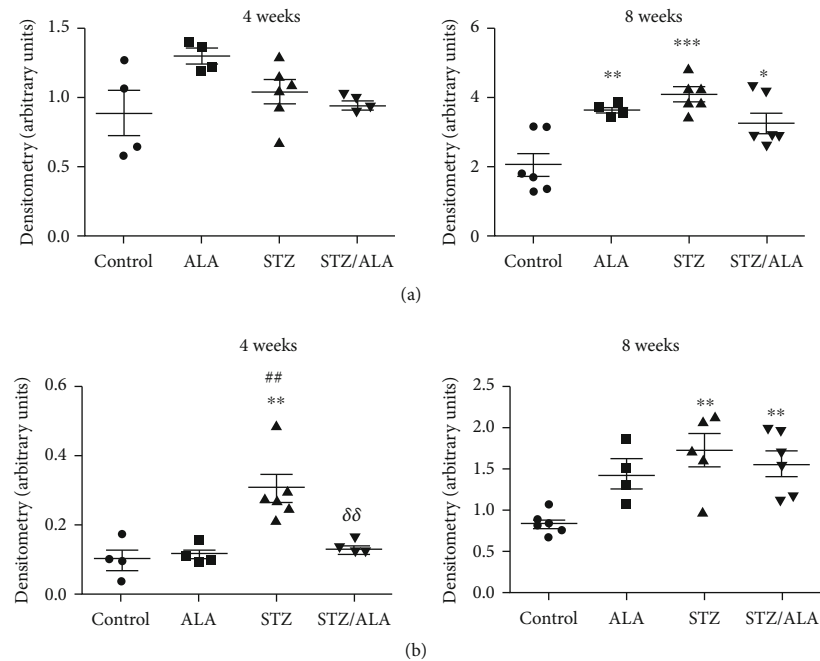 4 weeks
Densitometry (arbitrary units)
1.5
1.0
0.5
0.0
Control ALA STZ STZ/ALA
8 weeks
Densitometry (arbitrary units)
6
4
2
0
**
***
*
Control ALA STZ STZ/ALA
(a)
4 weeks
Densitometry (arbitrary units)
0.6
0.4
0.2
0.0
##
**
δδ
Control ALA STZ STZ/ALA
8 weeks
Densitometry (arbitrary units)
2.5
2.0
1.5
1.0
0.5
0.0
**
**
Control ALA STZ STZ/ALA
(b)